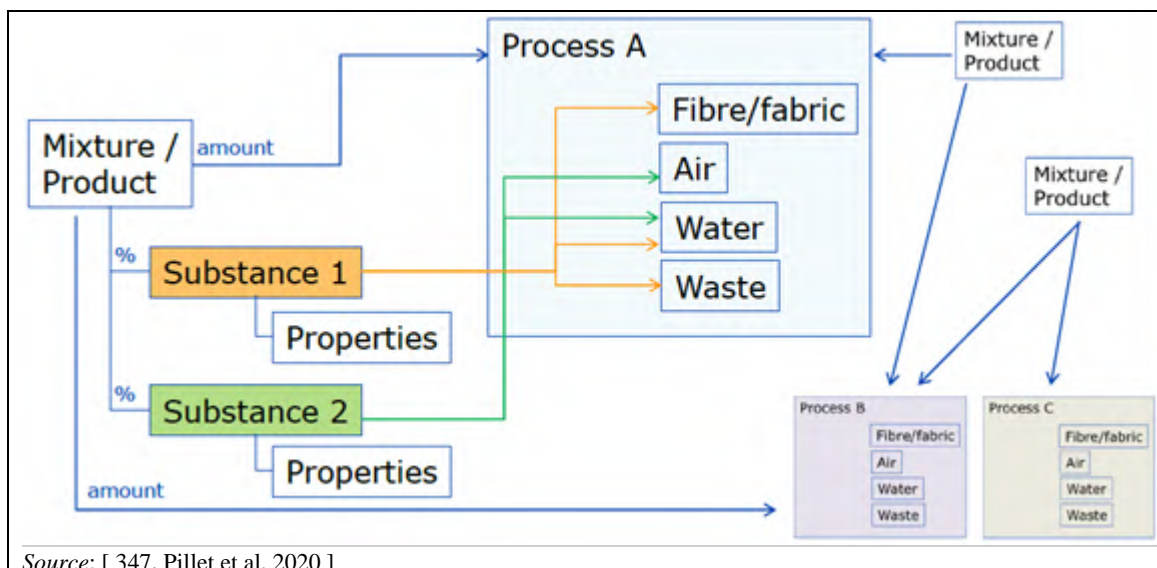 Process A
Mixture /
Product
Fibre/fabric
Mixture /
Product
amount
Air
Mixture /
Product
Water
%
Substance 1
Waste
Properties
%
Substance 2
Properties
amount
Process B
Fibre/fabric
Air
Water
Waste
Process C
Fibre/fabric
Air
Water
Waste
Source: [ 347, Pillet et al. 2020 ]